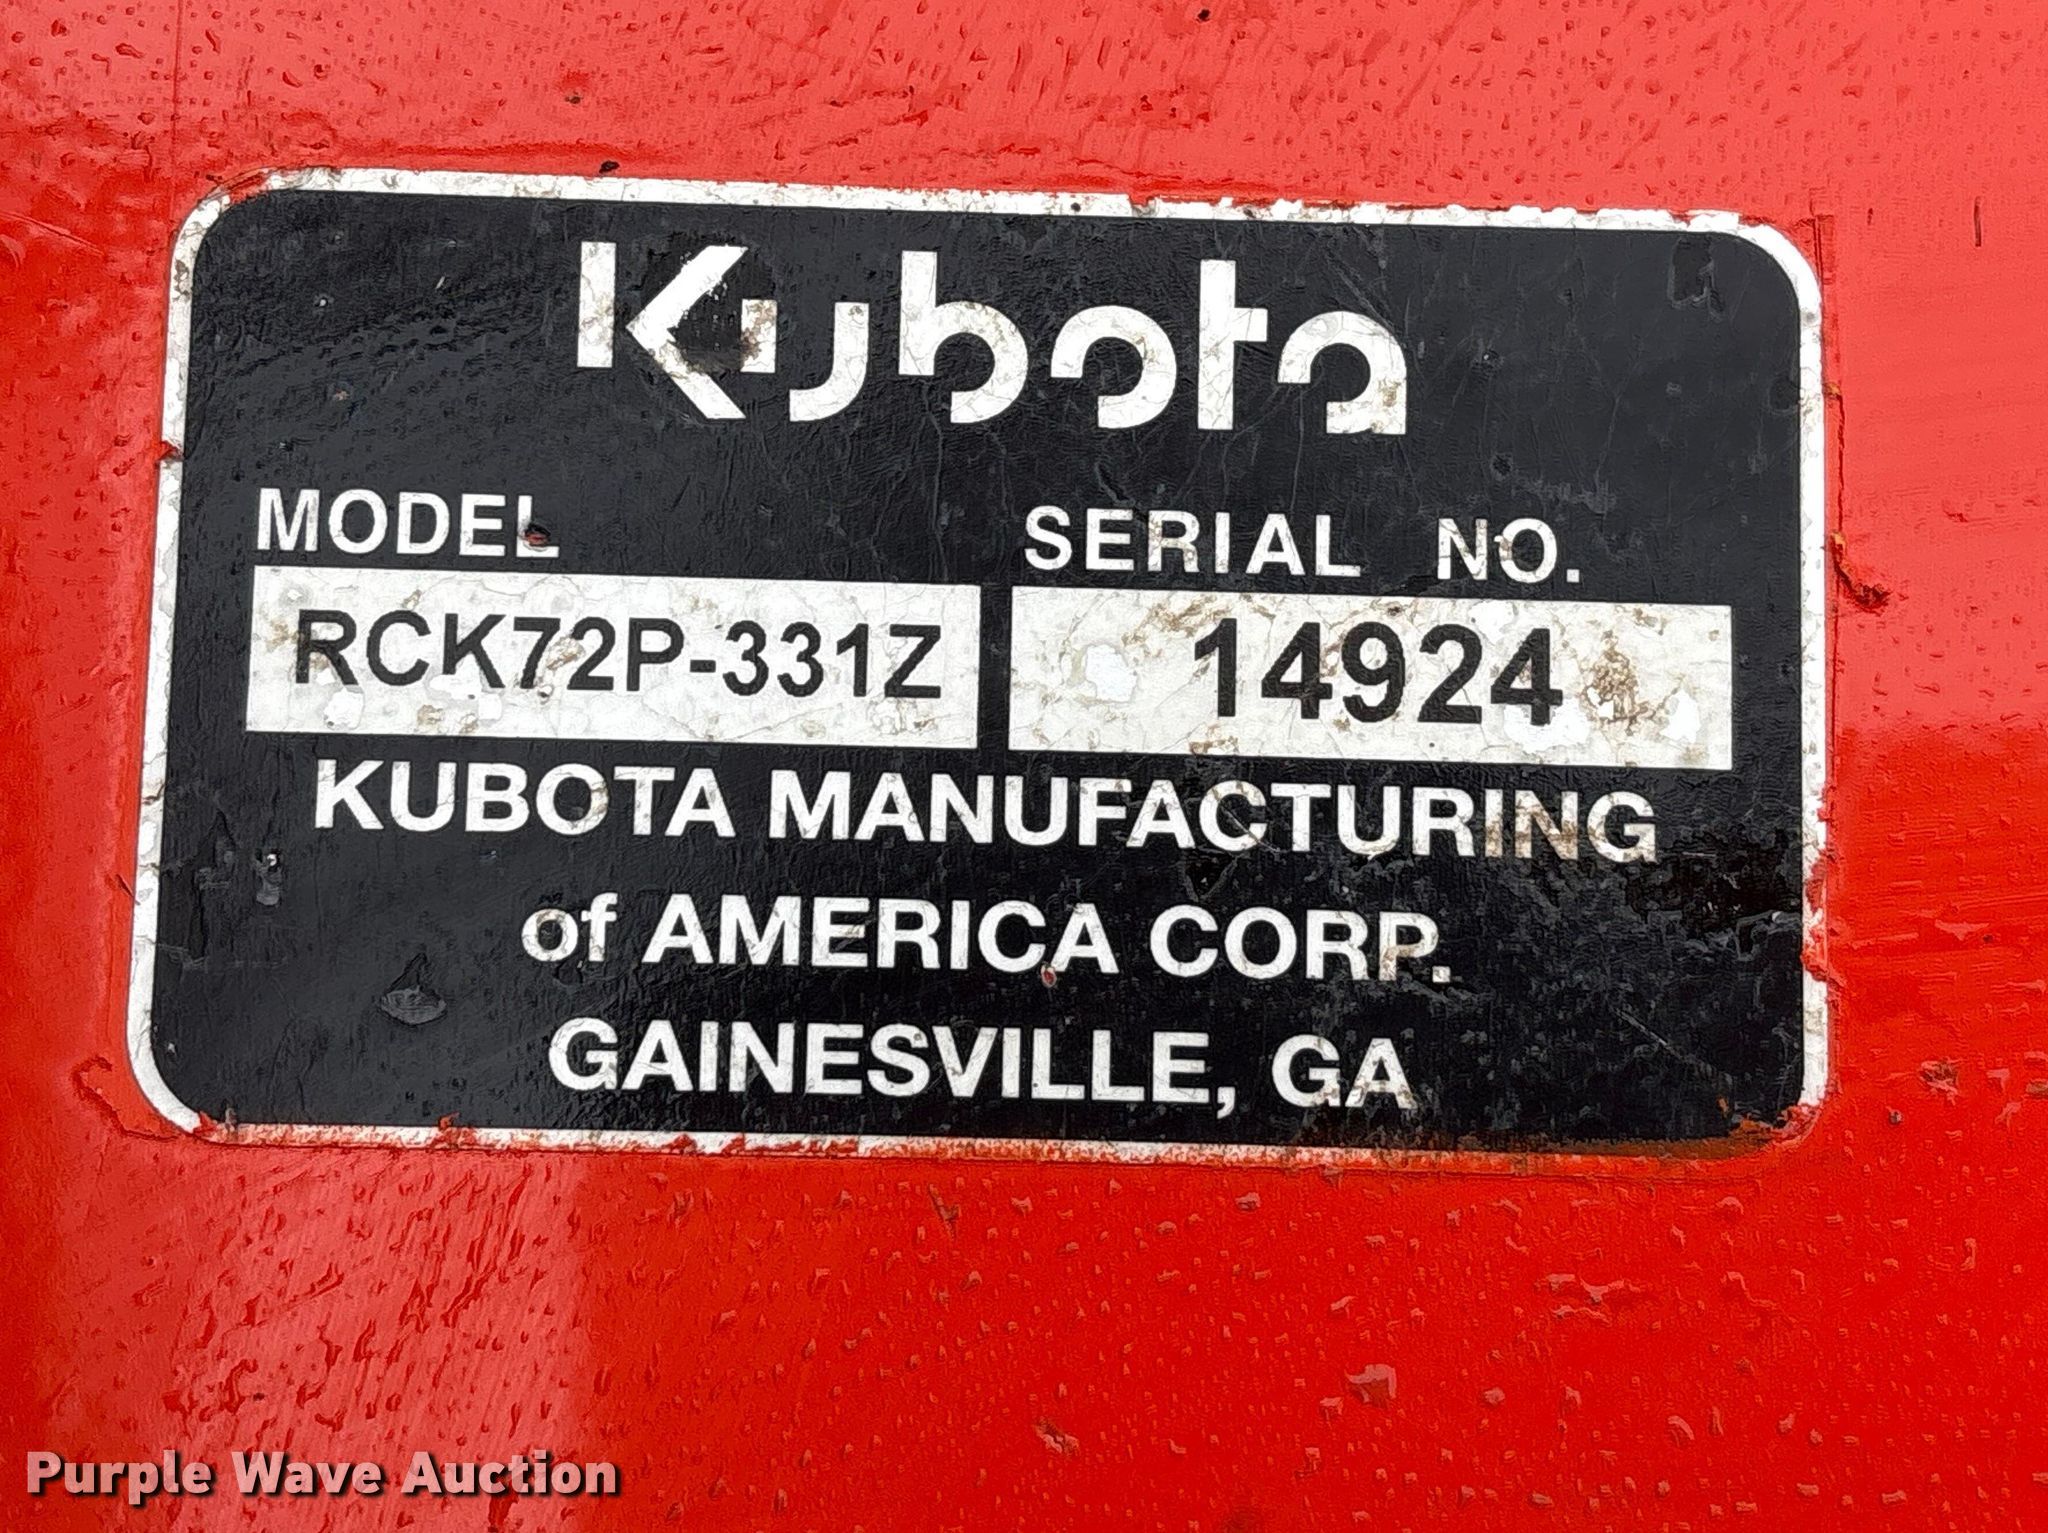 Kubota
MODEL SERIAL NO.
RCK72P-331Z 14924
KUBOTA MANUFACTURING
of AMERICA CORP.
GAINESVILLE, GA
Purple Wave Auction